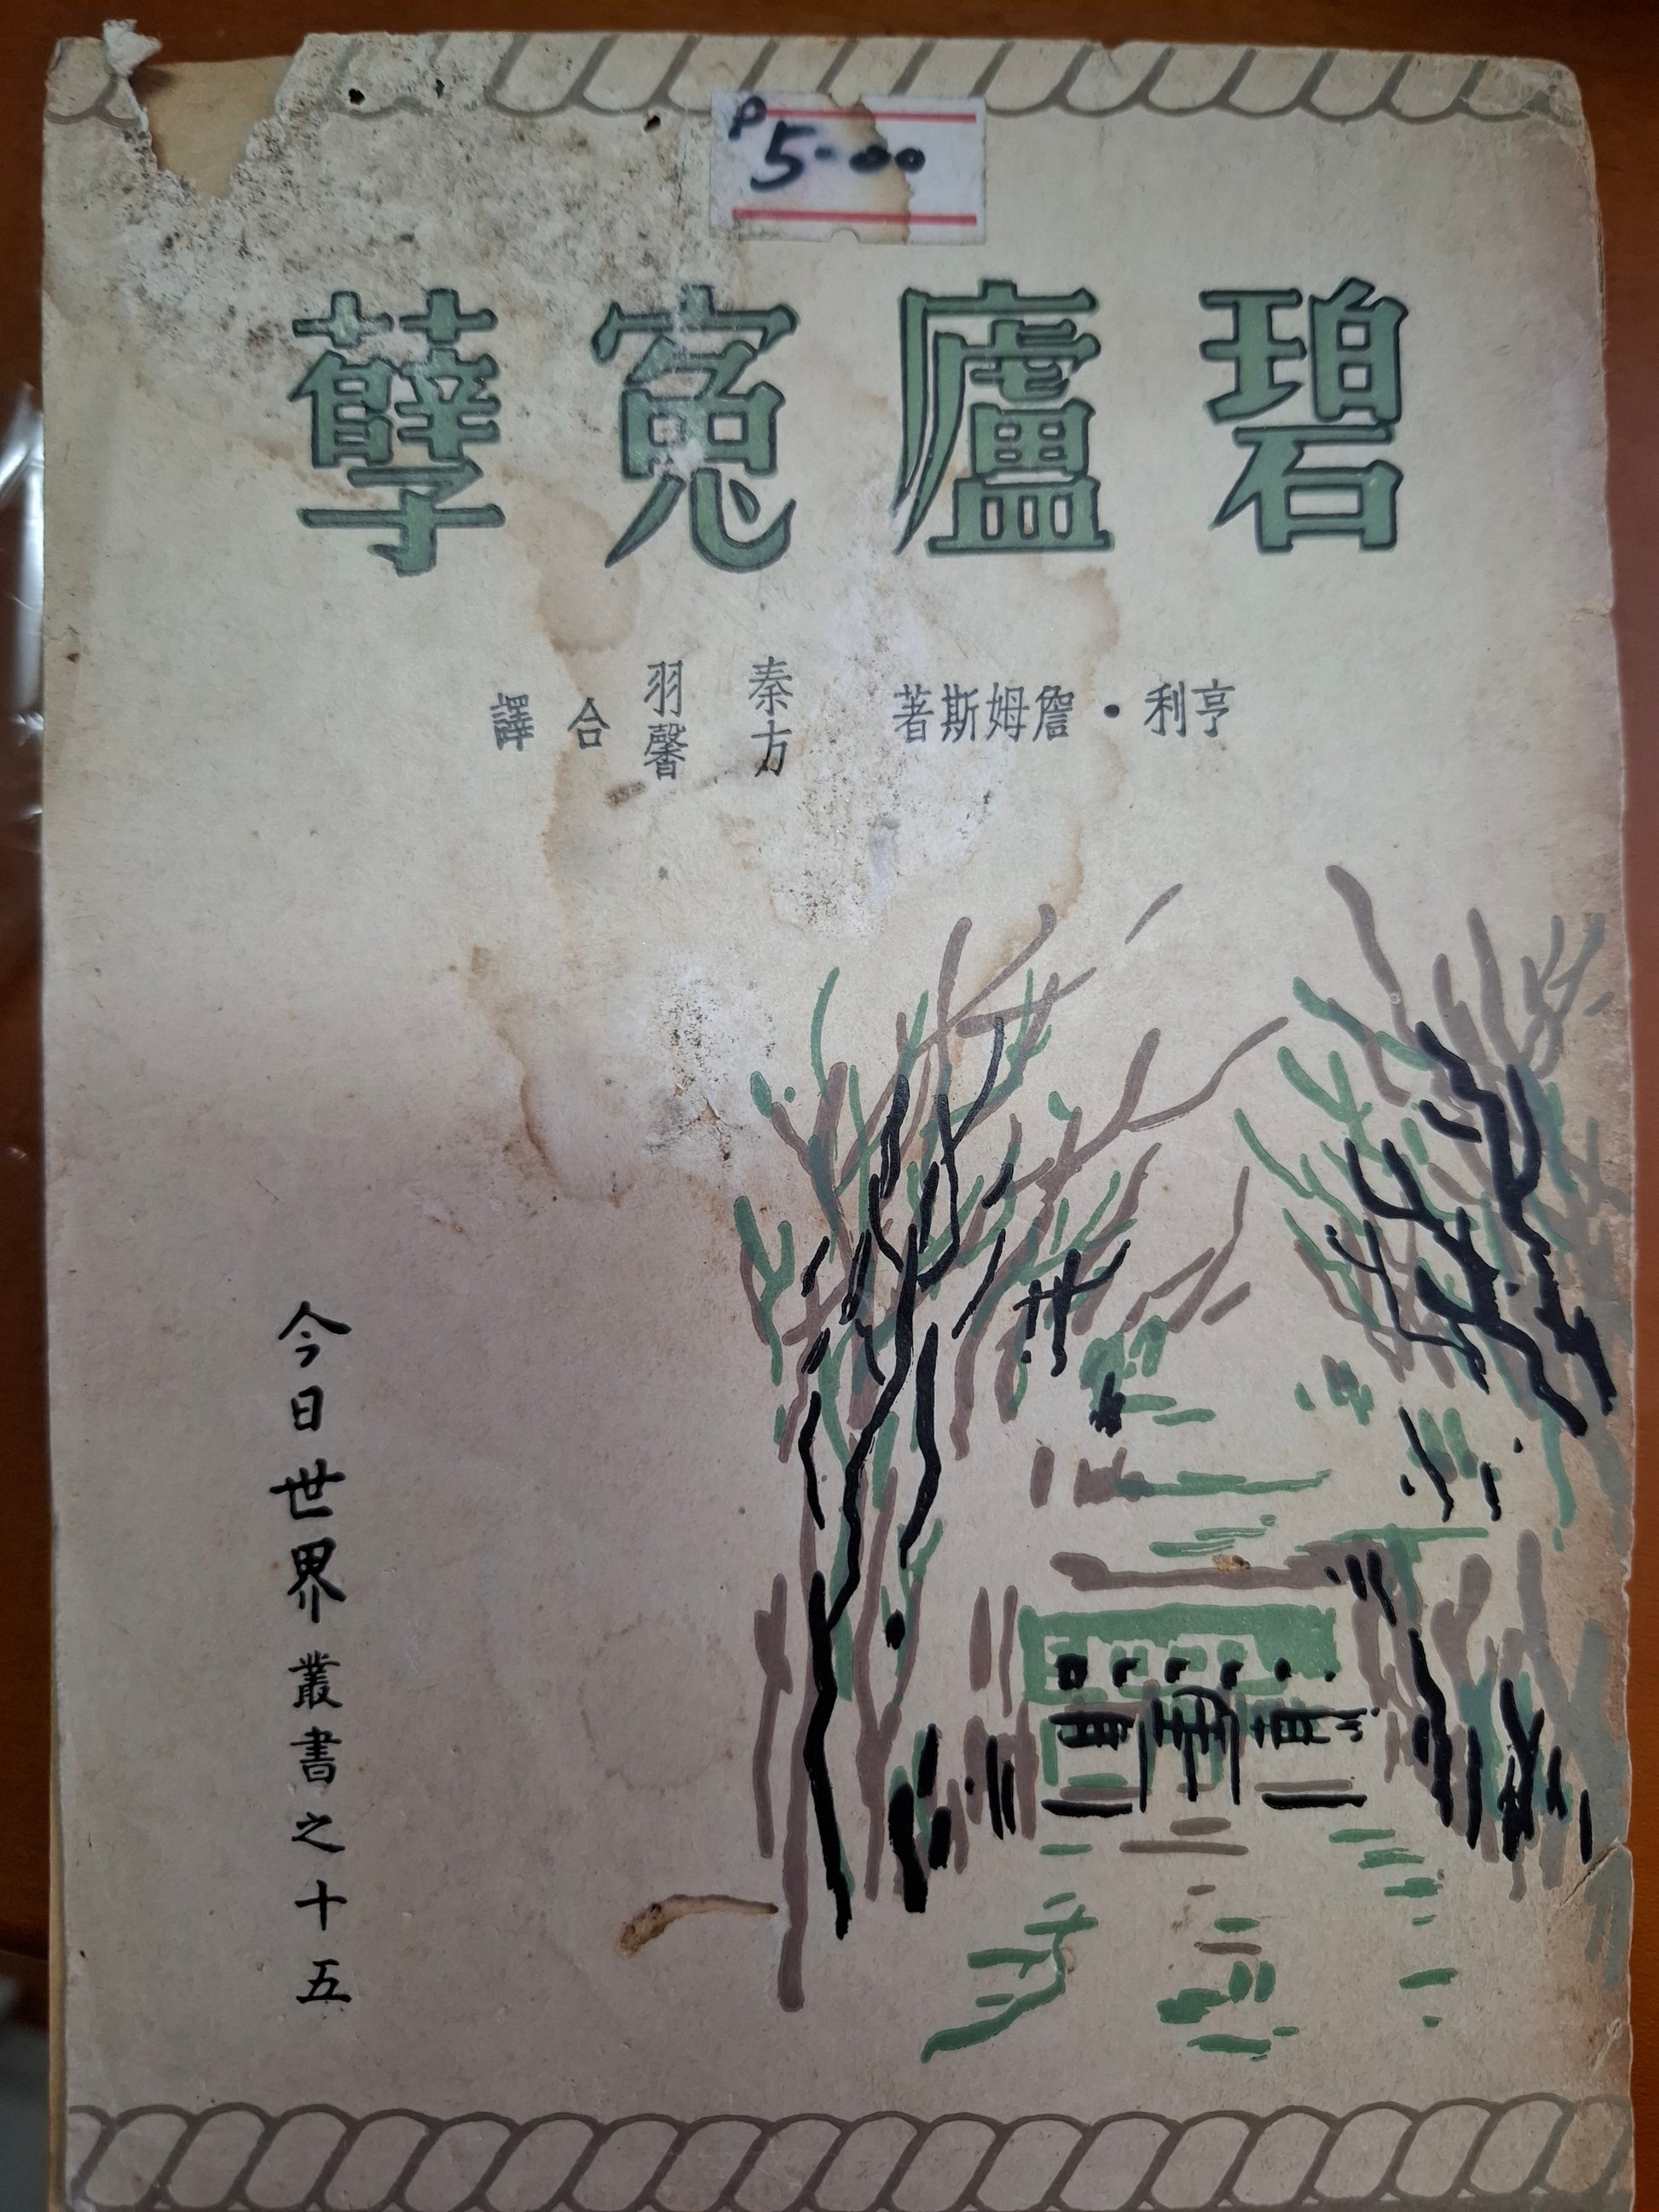 P5-00
碧廬寃孽
亨利・詹姆斯著
秦羽
方馨
合譯
今日世界叢書之十五